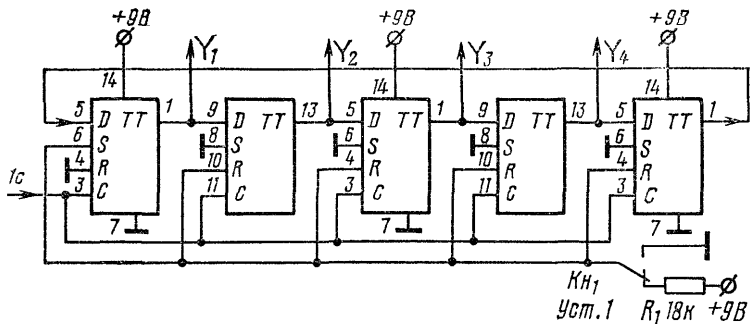 +9В +9В +9В
Y₁ Y₂ Y₃ Y₄
14 14 14
5 D TT 1 9 D TT 13 5 D TT 1 9 D TT 13 5 D TT 1
6 S 8 S 6 S 8 S 6 S
4 R 10 R 4 R 10 R 4 R
1с 3 C 11 C 3 C 11 C 3 C
7 7 7
Кн₁
Уст.1 R₁ 18к +9В